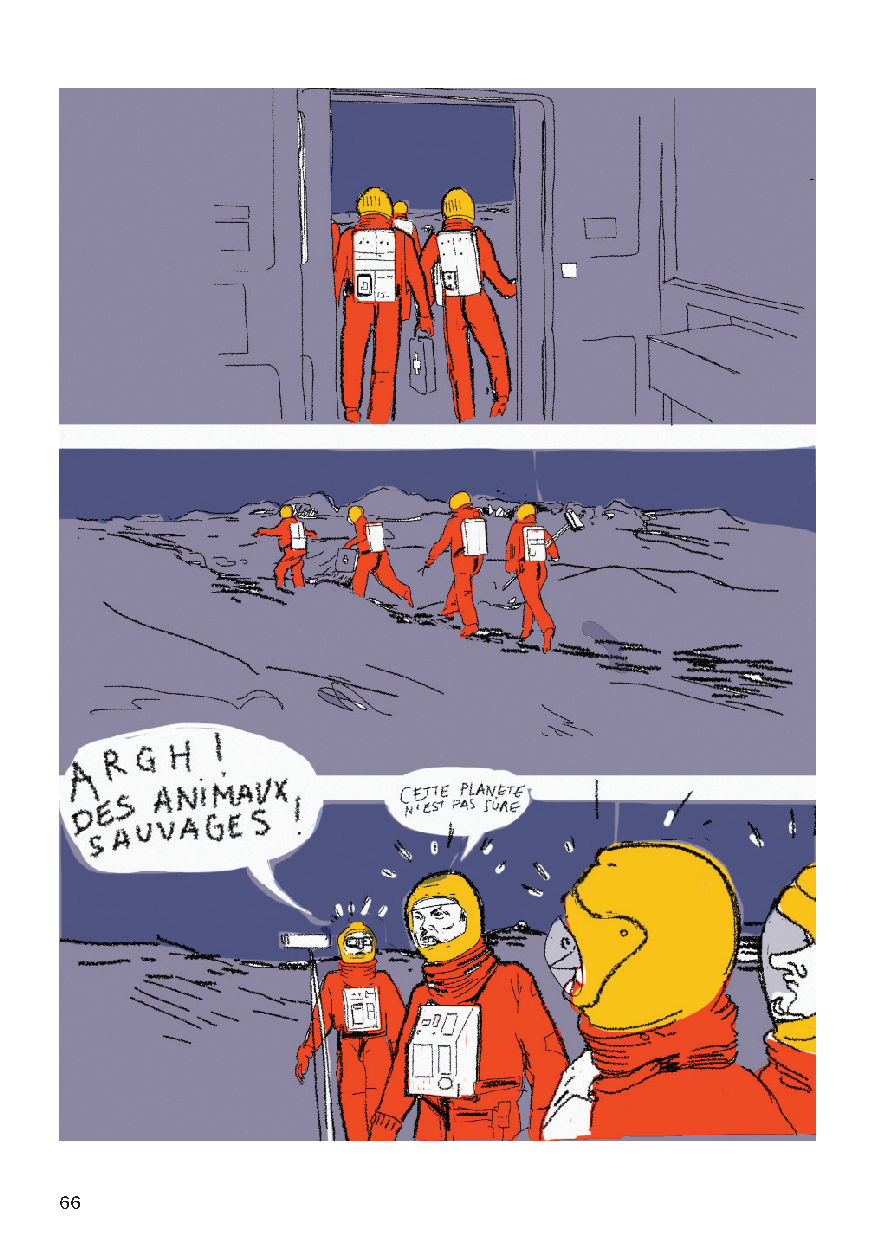 ARGH !
DES ANIMAUX
SAUVAGES !
CETTE PLANETE
N'EST PAS SÛRE
66